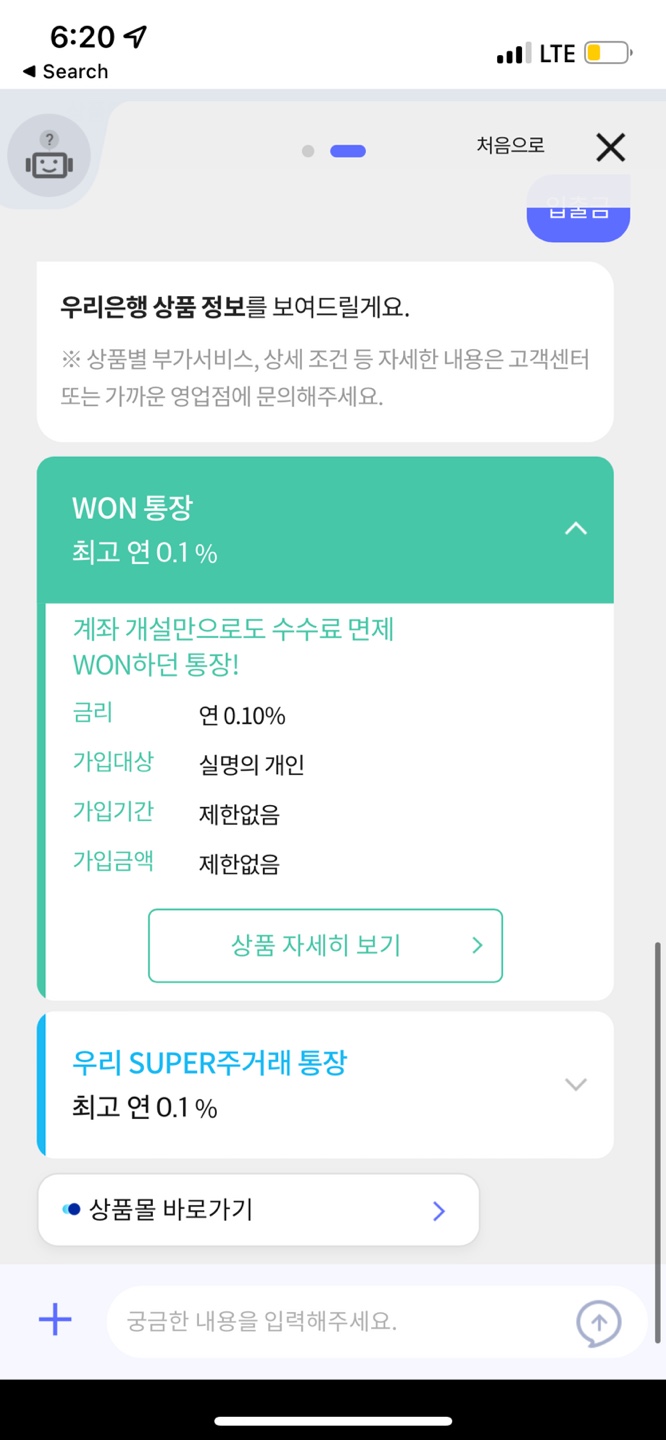 6:20
LTE
◀ Search
?
처음으로
입출금
우리은행 상품 정보를 보여드릴게요.
※ 상품별 부가서비스, 상세 조건 등 자세한 내용은 고객센터
또는 가까운 영업점에 문의해주세요.
WON 통장
최고 연 0.1 %
계좌 개설만으로도 수수료 면제
WON하던 통장!
금리 연 0.10%
가입대상 실명의 개인
가입기간 제한없음
가입금액 제한없음
상품 자세히 보기
우리 SUPER주거래 통장
최고 연 0.1 %
상품몰 바로가기
궁금한 내용을 입력해주세요.